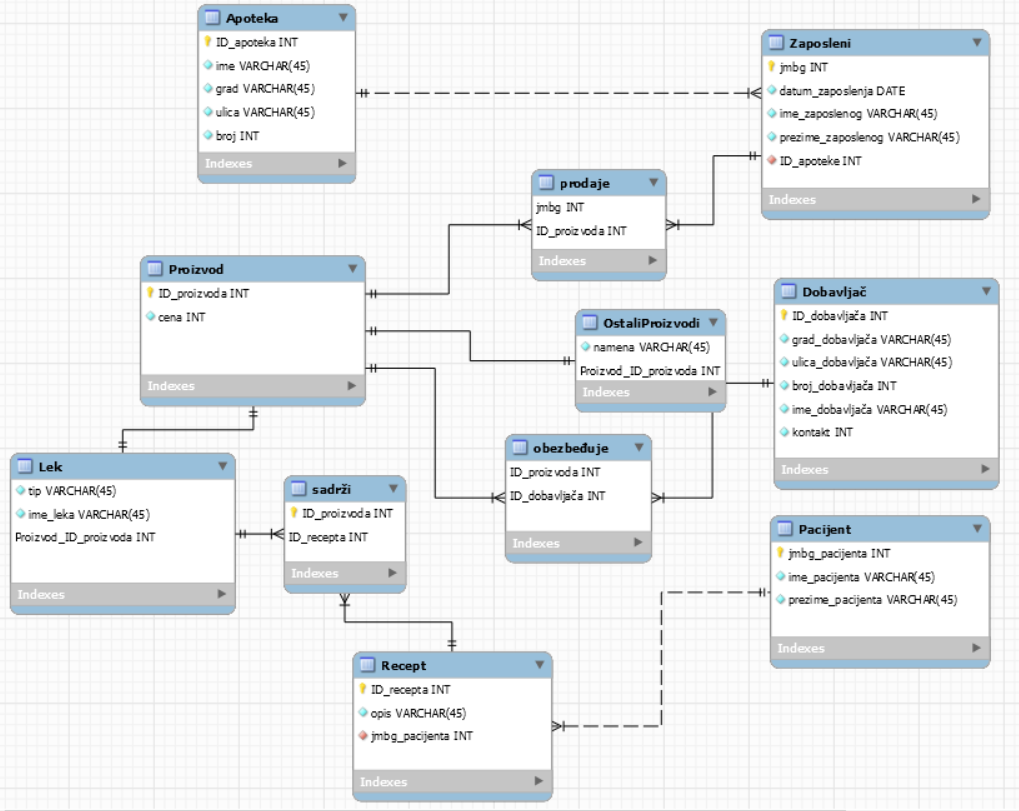 Apoteka
ID_apoteka INT
ime VARCHAR(45)
grad VARCHAR(45)
ulica VARCHAR(45)
broj INT
Indexes
Zaposleni
jmbg INT
datum_zaposlenja DATE
ime_zaposlenog VARCHAR(45)
prezime_zaposlenog VARCHAR(45)
ID_apoteke INT
Indexes
prodaje
jmbg INT
ID_proizvoda INT
Indexes
Proizvod
ID_proizvoda INT
cena INT
Indexes
OstaliProizvodi
namena VARCHAR(45)
Proizvod_ID_proizvoda INT
Indexes
Dobavljač
ID_dobavljača INT
grad_dobavljača VARCHAR(45)
ulica_dobavljača VARCHAR(45)
broj_dobavljača INT
ime_dobavljača VARCHAR(45)
kontakt INT
Indexes
Lek
tip VARCHAR(45)
ime_leka VARCHAR(45)
Proizvod_ID_proizvoda INT
Indexes
sadrži
ID_proizvoda INT
ID_recepta INT
Indexes
obezbeđuje
ID_proizvoda INT
ID_dobavljača INT
Indexes
Pacijent
jmbg_pacijenta INT
ime_pacijenta VARCHAR(45)
prezime_pacijenta VARCHAR(45)
Indexes
Recept
ID_recepta INT
opis VARCHAR(45)
jmbg_pacijenta INT
Indexes